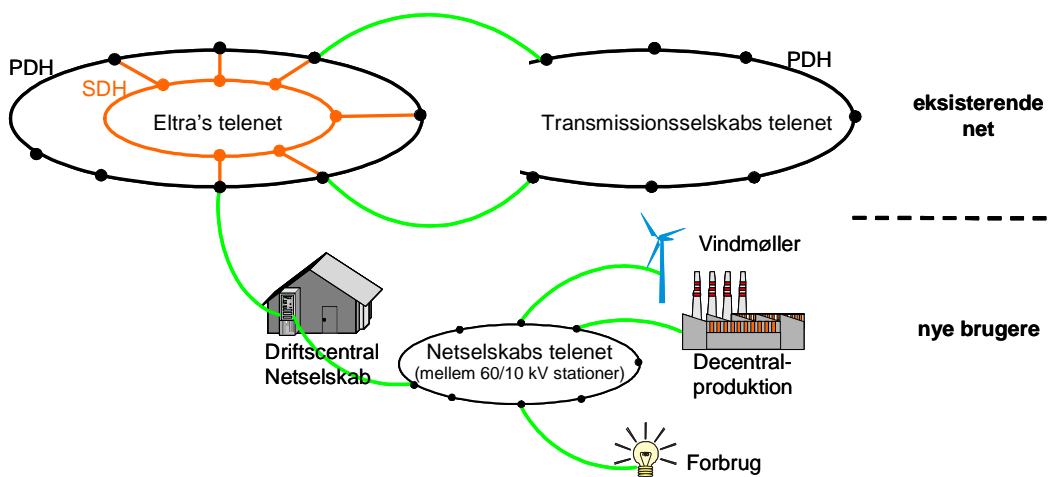 PDH
SDH
Eltra's telenet
PDH
Transmissionsselskabs telenet
eksisterende
net
Vindmøller
Driftscentral
Netselskab
Netselskabs telenet
(mellem 60/10 kV stationer)
Decentral-
produktion
nye brugere
Forbrug